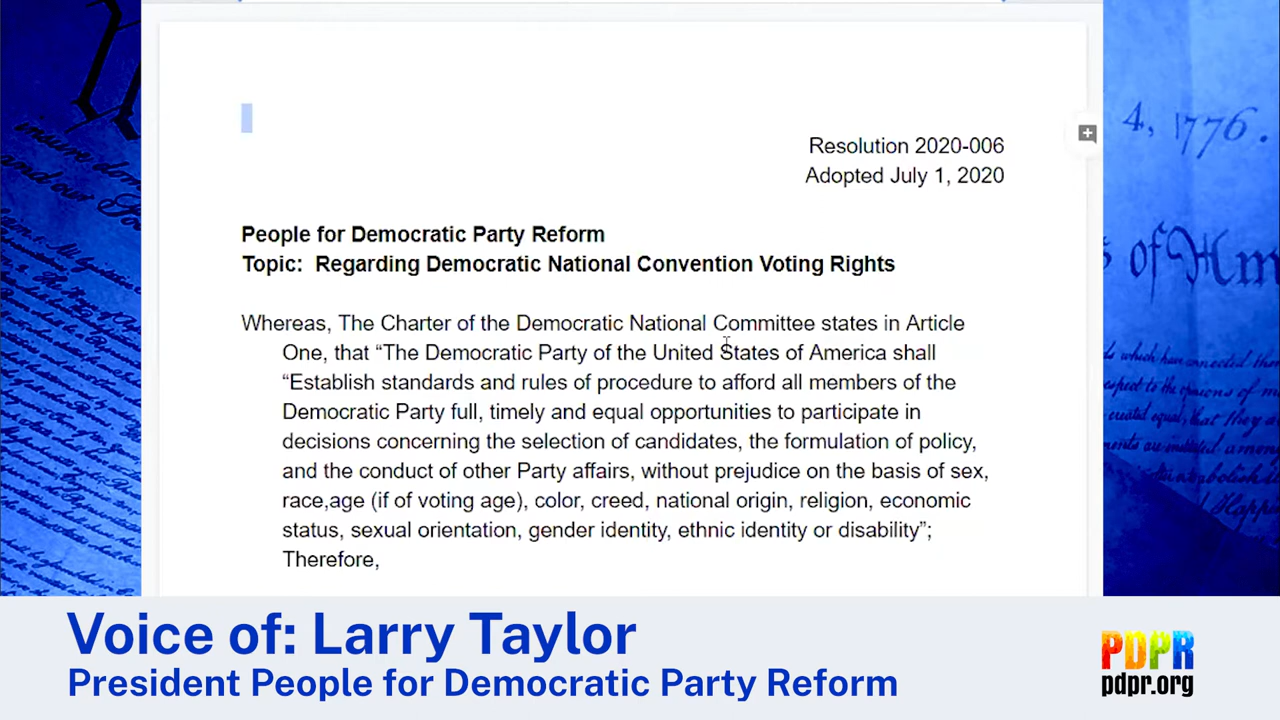 Resolution 2020-006
Adopted July 1, 2020
People for Democratic Party Reform
Topic:  Regarding Democratic National Convention Voting Rights
Whereas, The Charter of the Democratic National Committee states in Article
One, that “The Democratic Party of the United States of America shall
“Establish standards and rules of procedure to afford all members of the
Democratic Party full, timely and equal opportunities to participate in
decisions concerning the selection of candidates, the formulation of policy,
and the conduct of other Party affairs, without prejudice on the basis of sex,
race,age (if of voting age), color, creed, national origin, religion, economic
status, sexual orientation, gender identity, ethnic identity or disability”;
Therefore,
4, 1776.
Voice of: Larry Taylor
President People for Democratic Party Reform
PDPR
pdpr.org